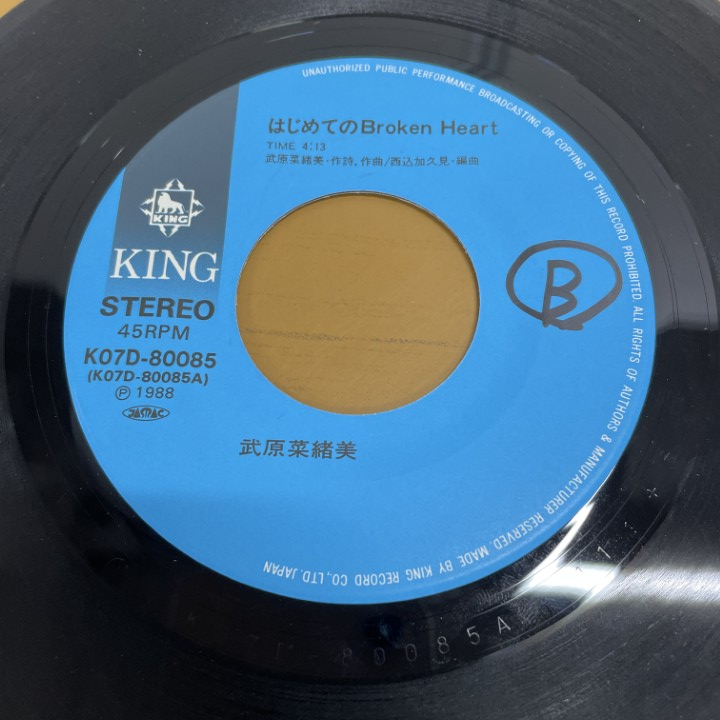 UNAUTHORIZED PUBLIC PERFORMANCE BROADCASTING OR COPYING OF THIS RECORD PROHIBITED. ALL RIGHTS OF AUTHORS & MANUFACTURER RESERVED. MADE BY KING RECORD CO., LTD. JAPAN
はじめてのBroken Heart
TIME 4:13
武原菜緒美・作詩、作曲/西込加久見・編曲
KING
KING
STEREO
45RPM
K07D-80085
(K07D-80085A)
Ⓟ 1988
JASRAC
B
武原菜緒美
80085A
111+